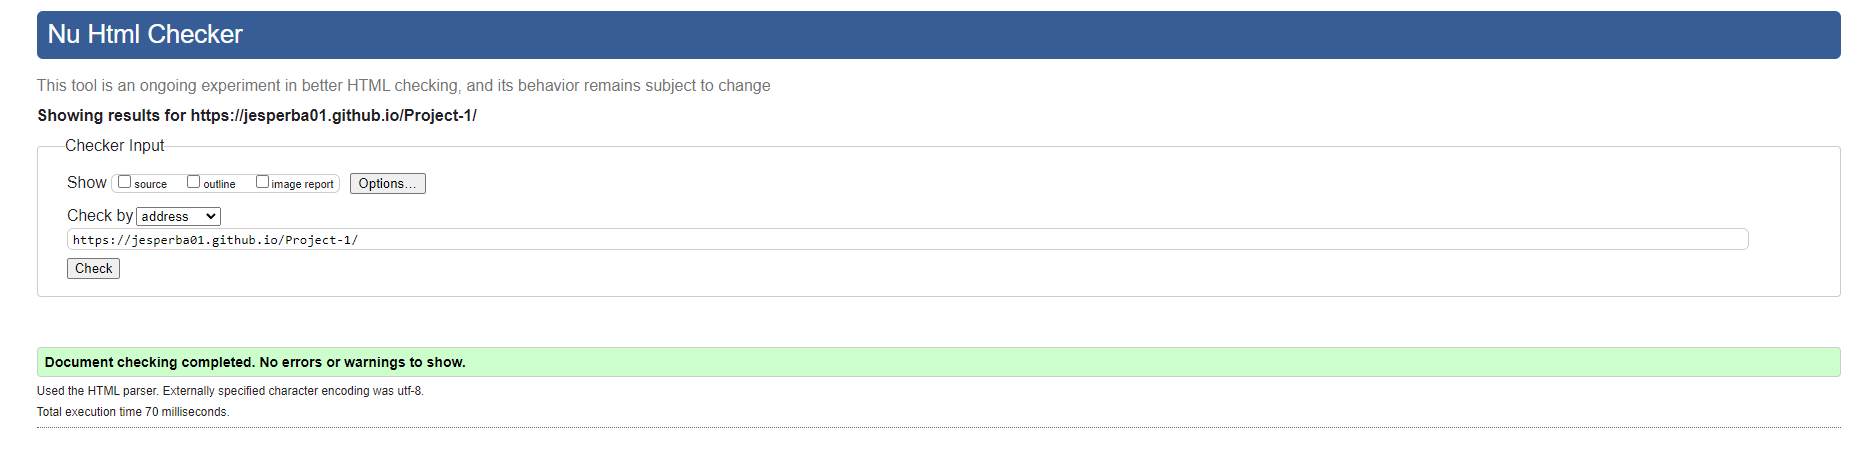 Nu Html Checker
This tool is an ongoing experiment in better HTML checking, and its behavior remains subject to change
Showing results for https://jesperba01.github.io/Project-1/
Checker Input
Show source outline image report Options...
Check by address
https://jesperba01.github.io/Project-1/
Check
Document checking completed. No errors or warnings to show.
Used the HTML parser. Externally specified character encoding was utf-8.
Total execution time 70 milliseconds.